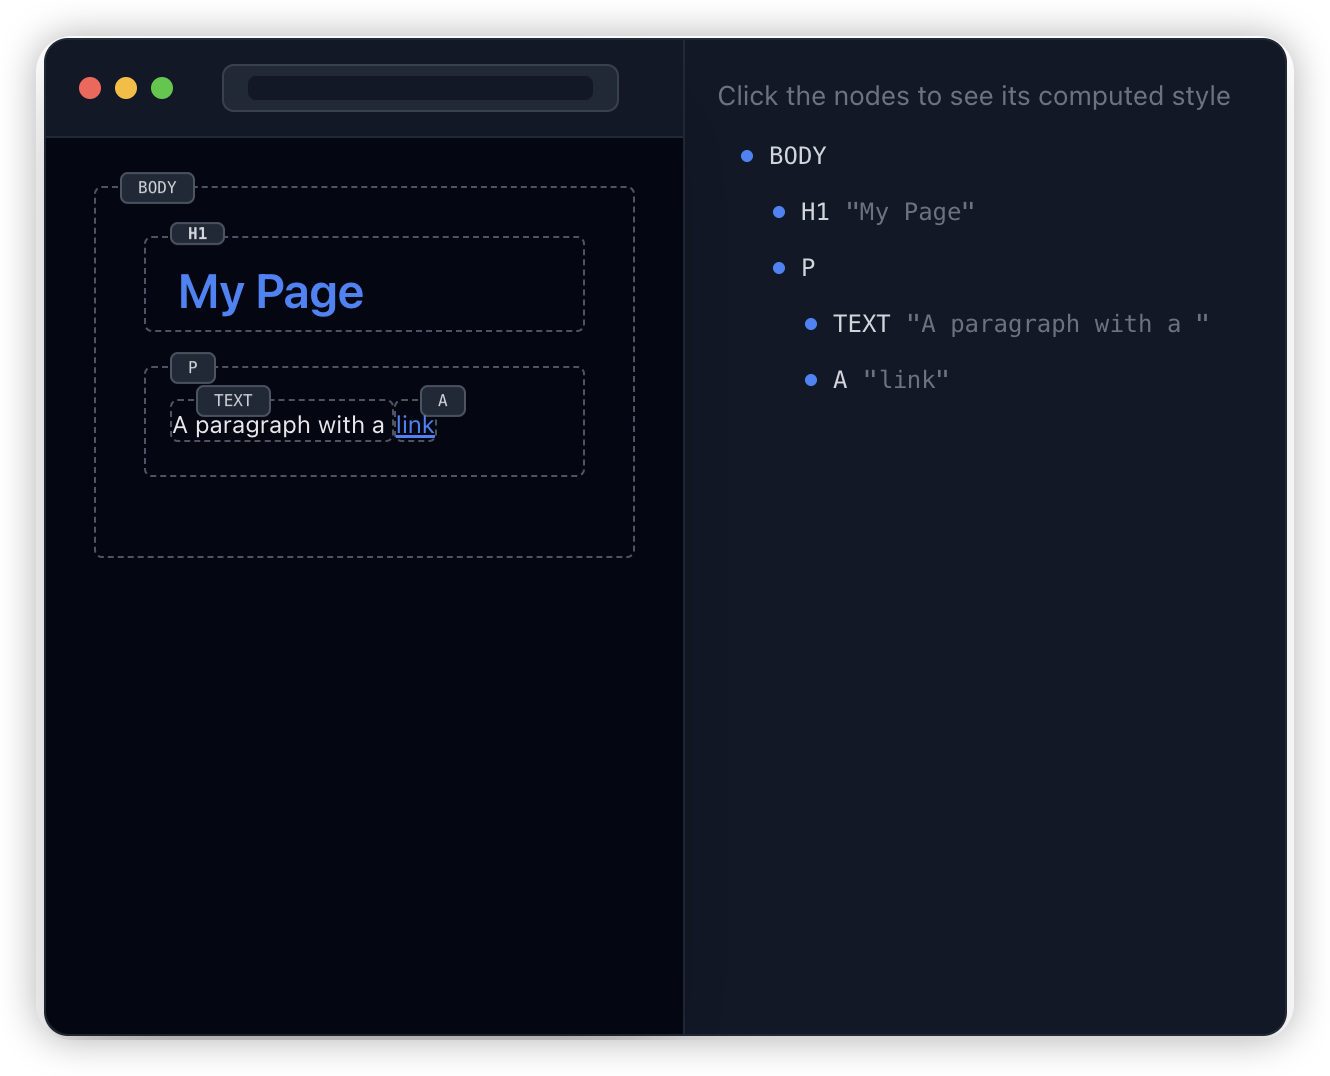 BODY
H1
My Page
P
TEXT
A
A paragraph with a link
Click the nodes to see its computed style
BODY
H1 "My Page"
P
TEXT "A paragraph with a "
A "link"